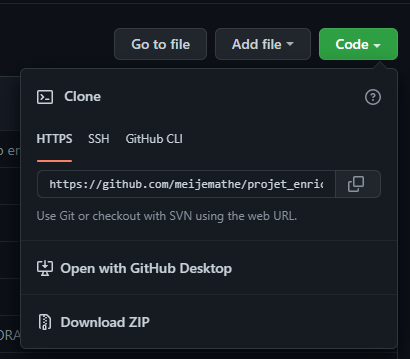 Go to file
Add file
Code
Clone
HTTPS
SSH
GitHub CLI
https://github.com/meijemathe/projet_enric
Use Git or checkout with SVN using the web URL.
Open with GitHub Desktop
Download ZIP